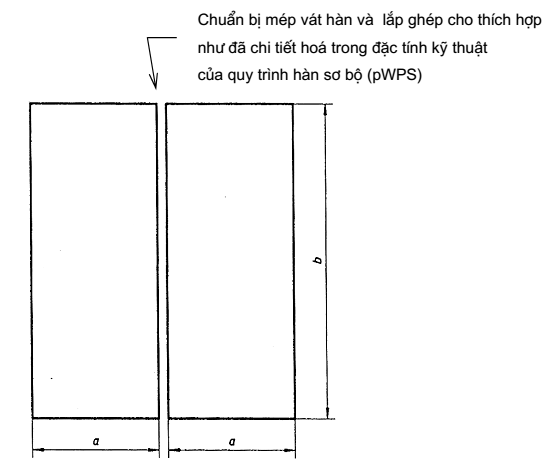 Chuẩn bị mép vát hàn và lắp ghép cho thích hợp
như đã chi tiết hoá trong đặc tính kỹ thuật
của quy trình hàn sơ bộ (pWPS)
b
a a